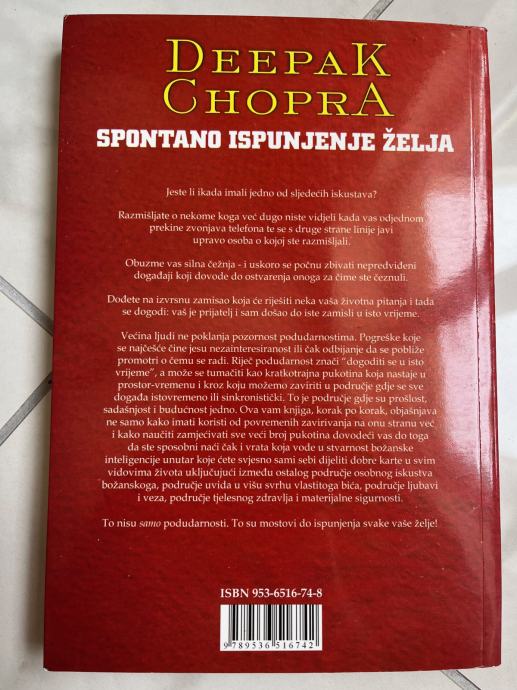 DEEPAK
CHOPRA
SPONTANO ISPUNJENJE ŽELJA
Jeste li ikada imali jedno od sljedećih iskustava?
Razmišljate o nekome koga već dugo niste vidjeli kada vas odjednom
prekine zvonjava telefona te se s druge strane linije javi
upravo osoba o kojoj ste razmišljali.
Obuzme vas silna čežnja - i uskoro se počnu zbivati nepredviđeni
događaji koji dovode do ostvarenja onoga za čime ste čeznuli.
Dođete na izvrsnu zamisao koja će riješiti neka vaša životna pitanja i tada
se dogodi: vaš je prijatelj i sam došao do iste zamisli u isto vrijeme.
Većina ljudi ne poklanja pozornost podudarnostima. Pogreške koje
se najčešće čine jesu nezainteresiranost ili čak odbijanje da se pobliže
promotri o čemu se radi. Riječ podudarnost znači "dogoditi se u isto
vrijeme", a može se tumačiti kao kratkotrajna pukotina koja nastaje u
prostor-vremenu i kroz koju možemo zaviriti u područje gdje se sve
događa istovremeno ili sinkronistički. To je područje gdje su prošlost,
sadašnjost i budućnost jedno. Ova vam knjiga, korak po korak, objašnjava
ne samo kako imati koristi od povremenih zavirivanja na onu stranu već
i kako naučiti zamjećivati sve veći broj pukotina dovodeći vas do toga
da ste sposobni naći čak i vrata koja vode u stvarnost božanske
inteligencije unutar koje ćete svjesno sami sebi dijeliti dobre karte u svim
vidovima života uključujući između ostalog područje osobnog iskustva
božanskoga, područje uvida u višu svrhu vlastitoga bića, područje ljubavi
i veza, područje tjelesnog zdravlja i materijalne sigurnosti.
To nisu samo podudarnosti. To su mostovi do ispunjenja svake vaše želje!
ISBN 953-6516-74-8
9 789536 516742